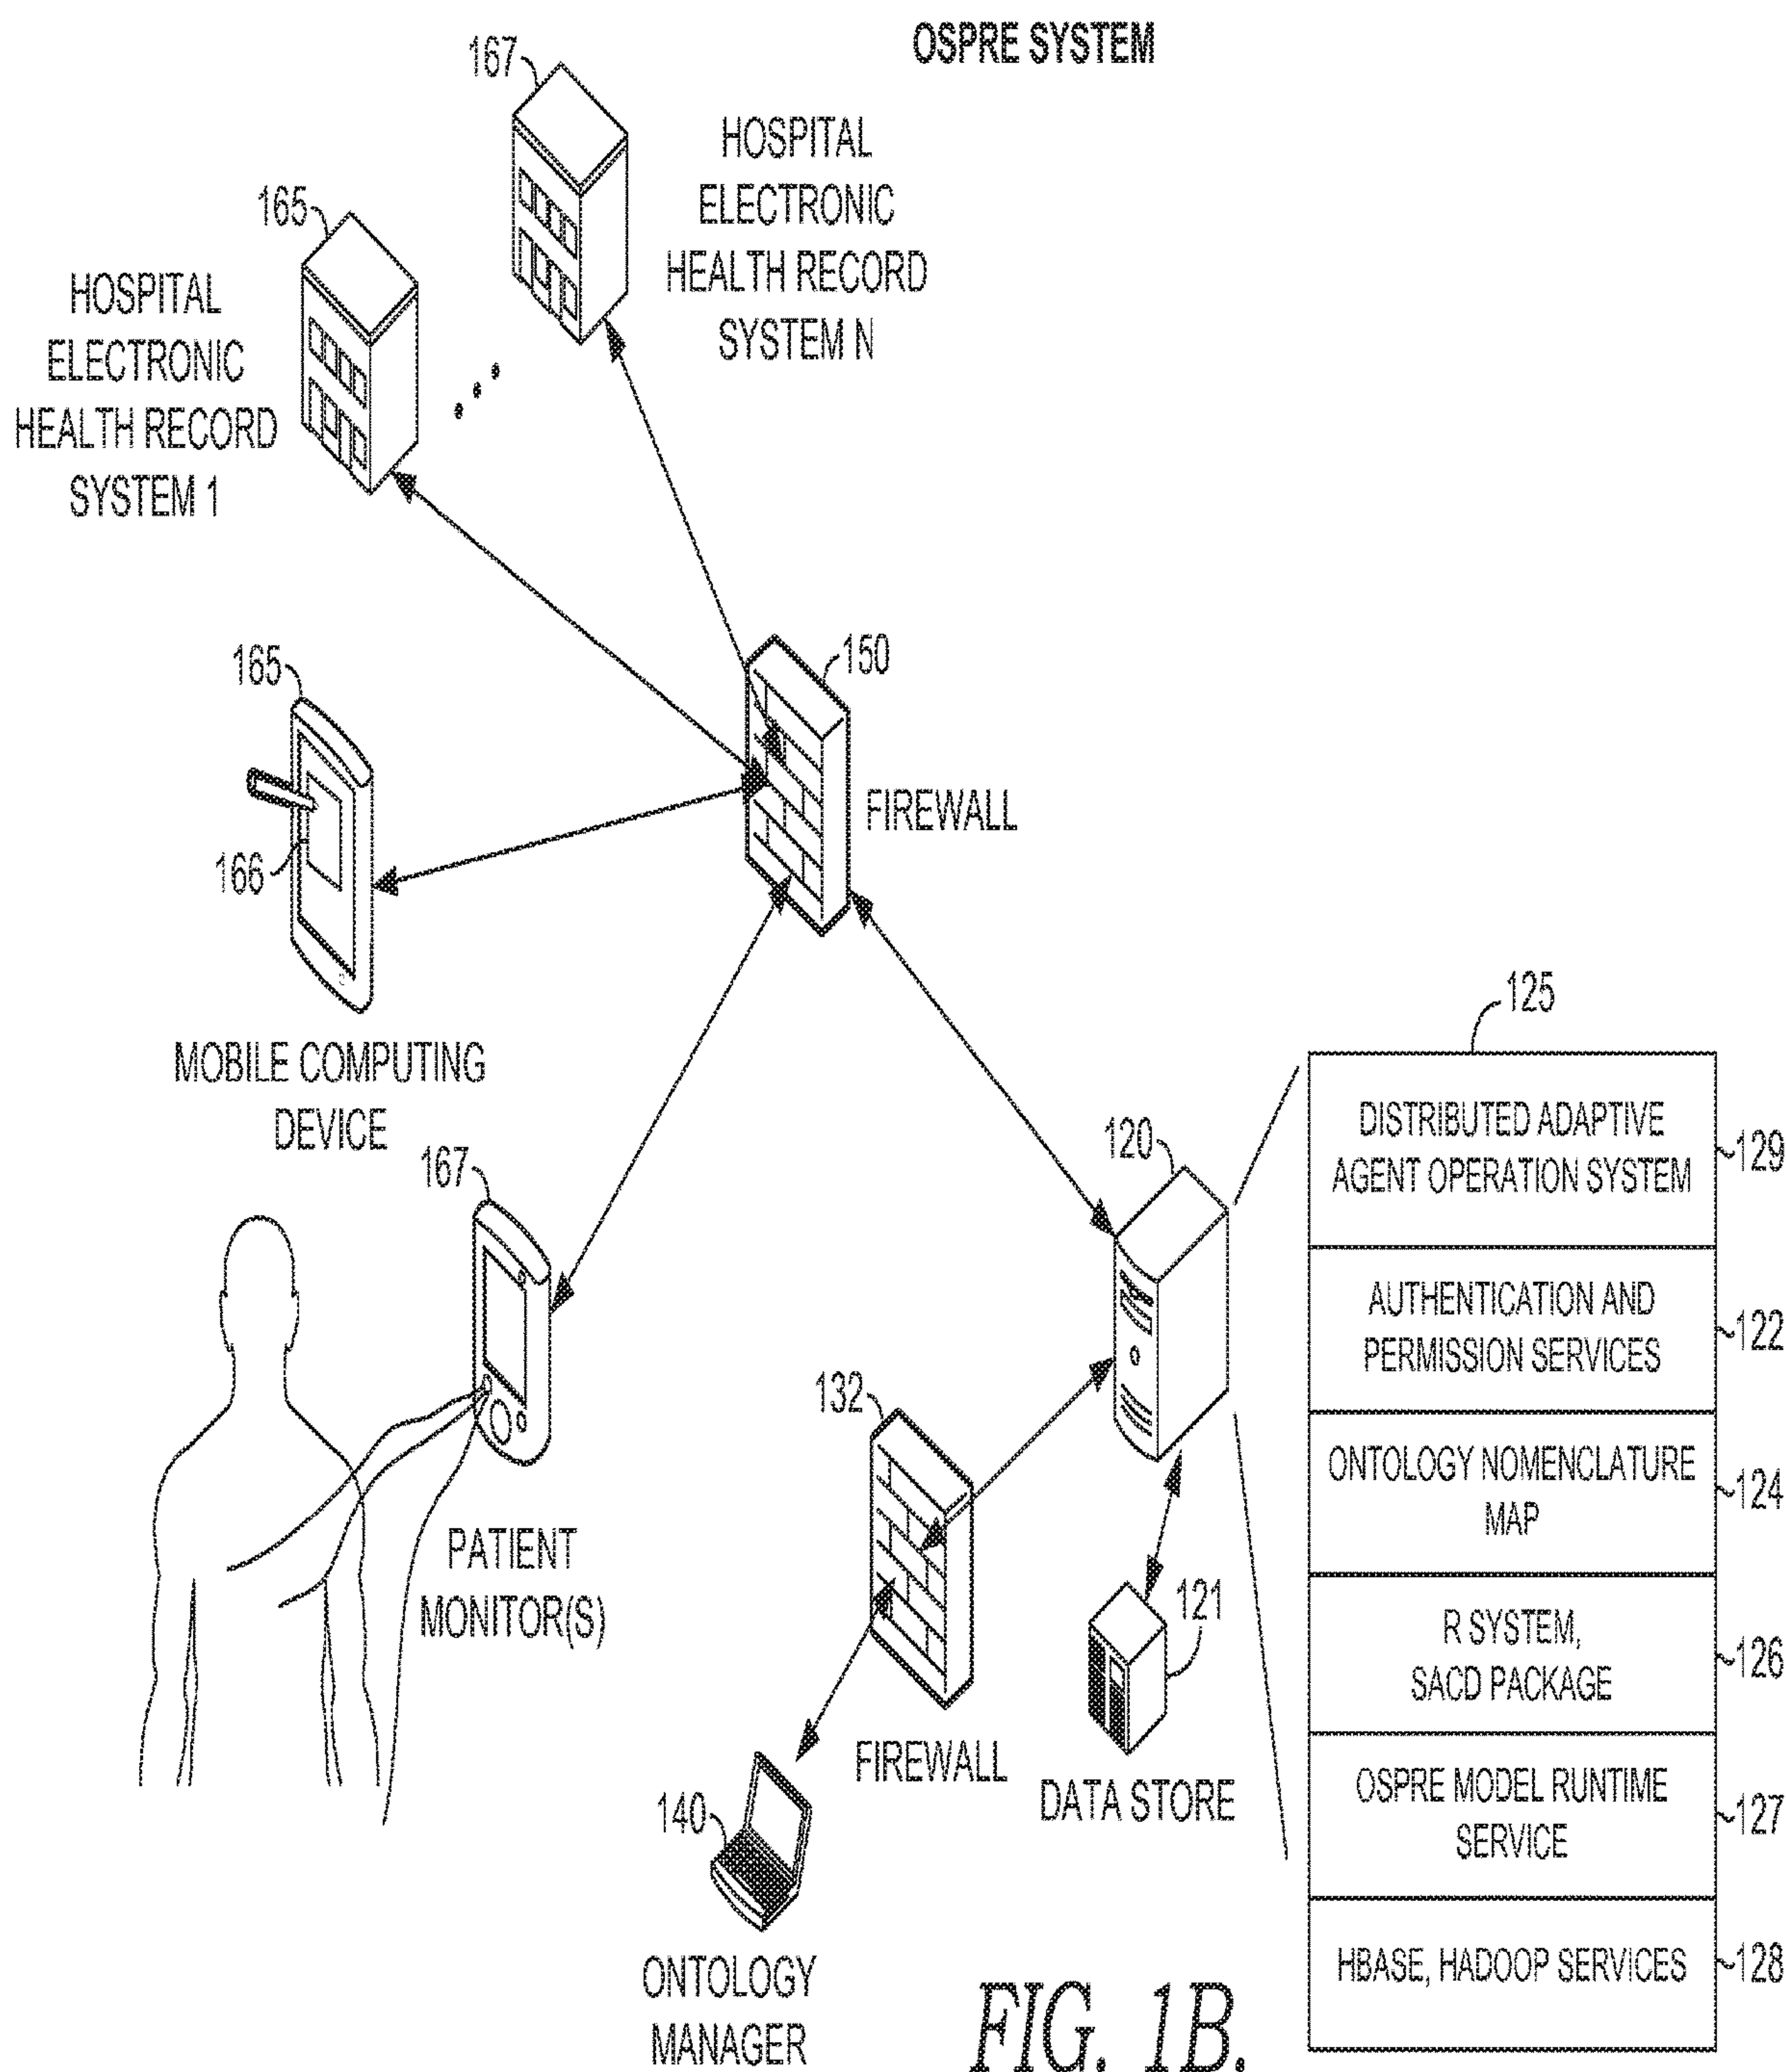 OSPRE SYSTEM
167
HOSPITAL
ELECTRONIC
HEALTH RECORD
SYSTEM N
165
HOSPITAL
ELECTRONIC
HEALTH RECORD
SYSTEM 1
150
FIREWALL
165
166
MOBILE COMPUTING
DEVICE
167
PATIENT
MONITOR(S)
120
132
FIREWALL
121
DATA STORE
140
ONTOLOGY
MANAGER
125
DISTRIBUTED ADAPTIVE
AGENT OPERATION SYSTEM
129
AUTHENTICATION AND
PERMISSION SERVICES
122
ONTOLOGY NOMENCLATURE
MAP
124
R SYSTEM,
SACD PACKAGE
126
OSPRE MODEL RUNTIME
SERVICE
127
HBASE, HADOOP SERVICES
128
FIG. 1B.